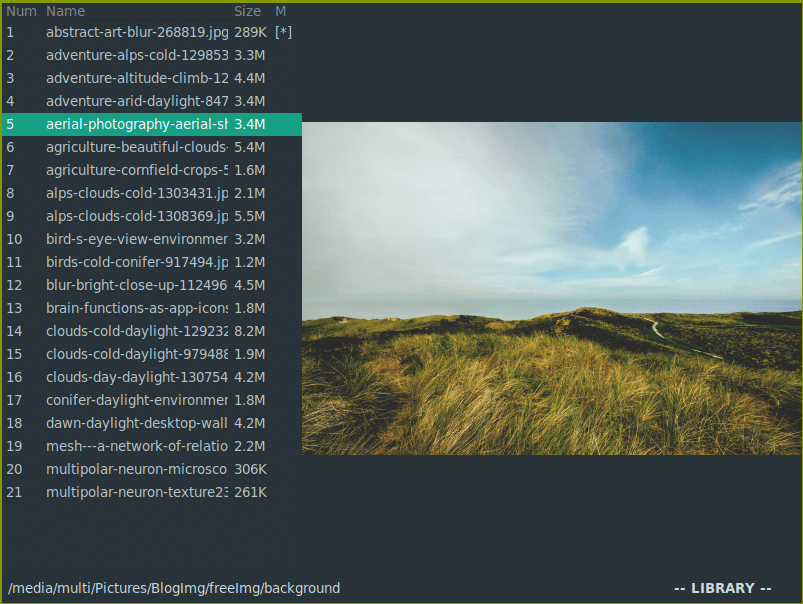 Num Name Size M
1 abstract-art-blur-268819.jpg 289K [*]
2 adventure-alps-cold-129853 3.3M
3 adventure-altitude-climb-12 4.4M
4 adventure-arid-daylight-847 3.4M
5 aerial-photography-aerial-sh 3.4M
6 agriculture-beautiful-clouds- 5.4M
7 agriculture-cornfield-crops-5 1.6M
8 alps-clouds-cold-1303431.jp 2.1M
9 alps-clouds-cold-1308369.jp 5.5M
10 bird-s-eye-view-environmer 3.2M
11 birds-cold-conifer-917494.jp 1.2M
12 blur-bright-close-up-112496 4.5M
13 brain-functions-as-app-icons 1.8M
14 clouds-cold-daylight-129232 8.2M
15 clouds-cold-daylight-979488 1.9M
16 clouds-day-daylight-130754 4.2M
17 conifer-daylight-environmer 1.8M
18 dawn-daylight-desktop-wall 4.2M
19 mesh---a-network-of-relatio 2.2M
20 multipolar-neuron-microsco 306K
21 multipolar-neuron-texture23 261K
/media/multi/Pictures/BlogImg/freeImg/background -- LIBRARY --